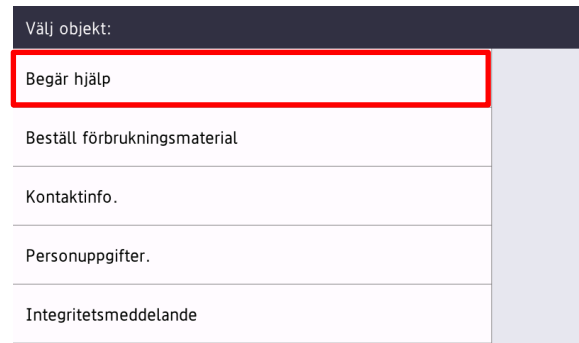 Välj objekt:
Begär hjälp
Beställ förbrukningsmaterial
Kontaktinfo.
Personuppgifter.
Integritetsmeddelande